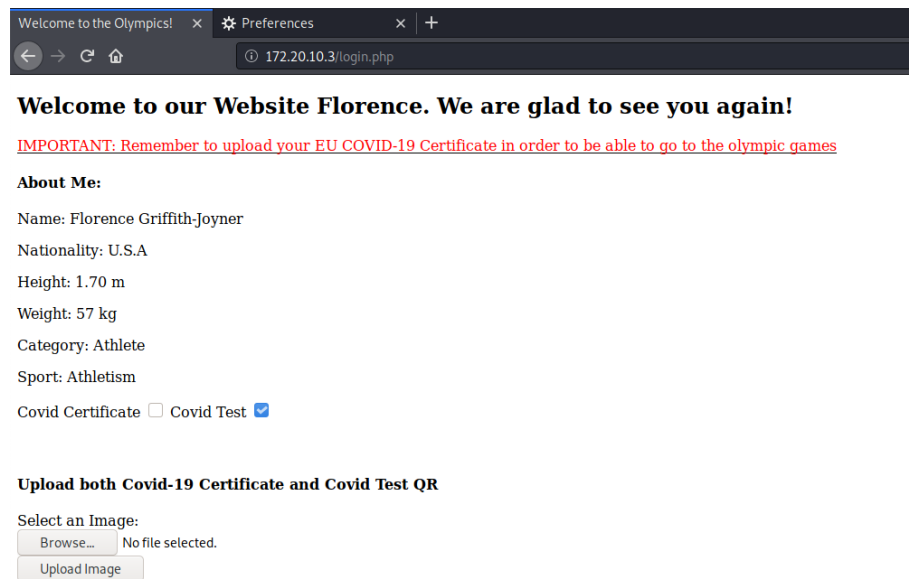 Welcome to the Olympics! × Preferences × +
172.20.10.3/login.php
Welcome to our Website Florence. We are glad to see you again!
IMPORTANT: Remember to upload your EU COVID-19 Certificate in order to be able to go to the olympic games
About Me:
Name: Florence Griffith-Joyner
Nationality: U.S.A
Height: 1.70 m
Weight: 57 kg
Category: Athlete
Sport: Athletism
Covid Certificate Covid Test
Upload both Covid-19 Certificate and Covid Test QR
Select an Image:
Browse... No file selected.
Upload Image